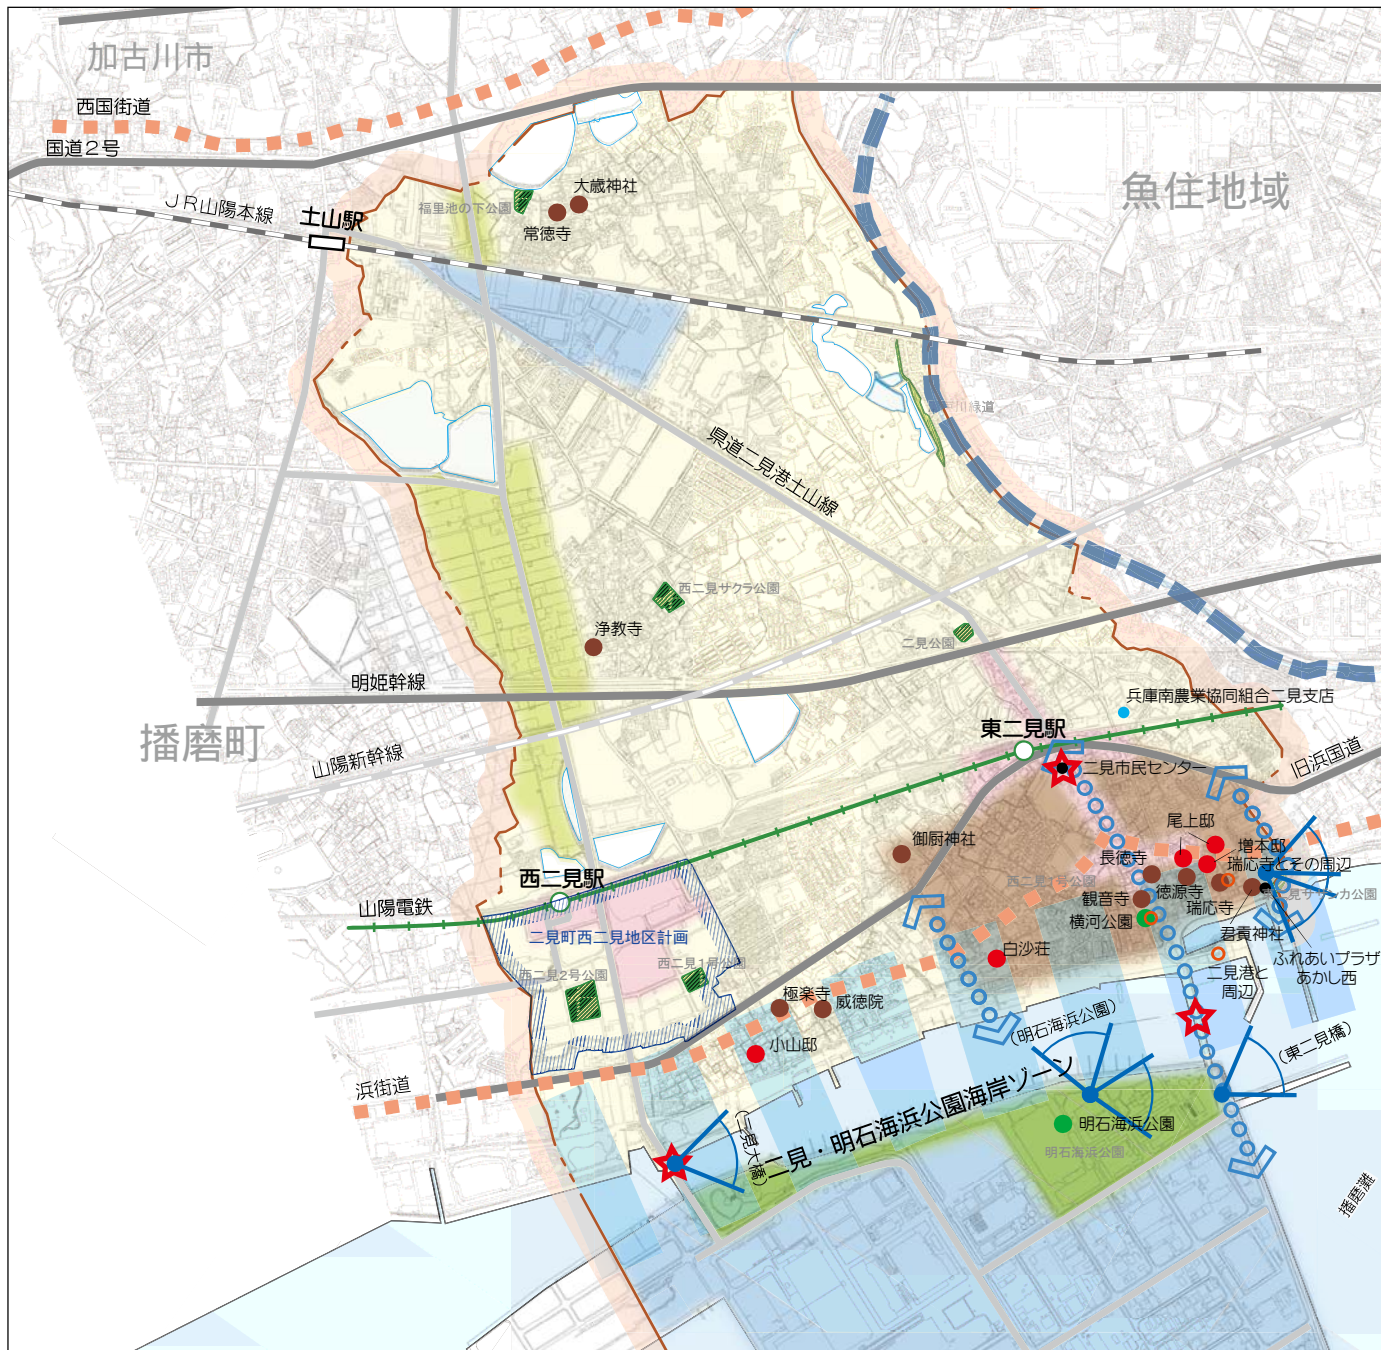 加古川市
西国街道
国道2号
JR山陽本線
土山駅
大歳神社
福里池の下公園
常徳寺
魚住地域
川緑道
県道二見港土山線
西二見サクラ公園
浄教寺
二見公園
明姫幹線
兵庫南農業協同組合二見支店
播磨町
山陽新幹線
東二見駅
二見市民センター
旧浜国道
尾上邸
増本邸
御厨神社
長徳寺
瑞応寺とその周辺
西二見駅
観音寺
徳源寺
瑞応寺
山陽電鉄
横河公園
君貢神社
二見町西二見地区計画
白沙荘
ふれあいプラザ
あかし西
西二見2号公園
西二見1号公園
二見港と
周辺
極楽寺
威徳院
(明石海浜公園)
(東二見橋)
小山邸
浜街道
二見・明石海浜公園海岸ゾーン
明石海浜公園
明石海浜公園
(二見大橋)
播磨灘